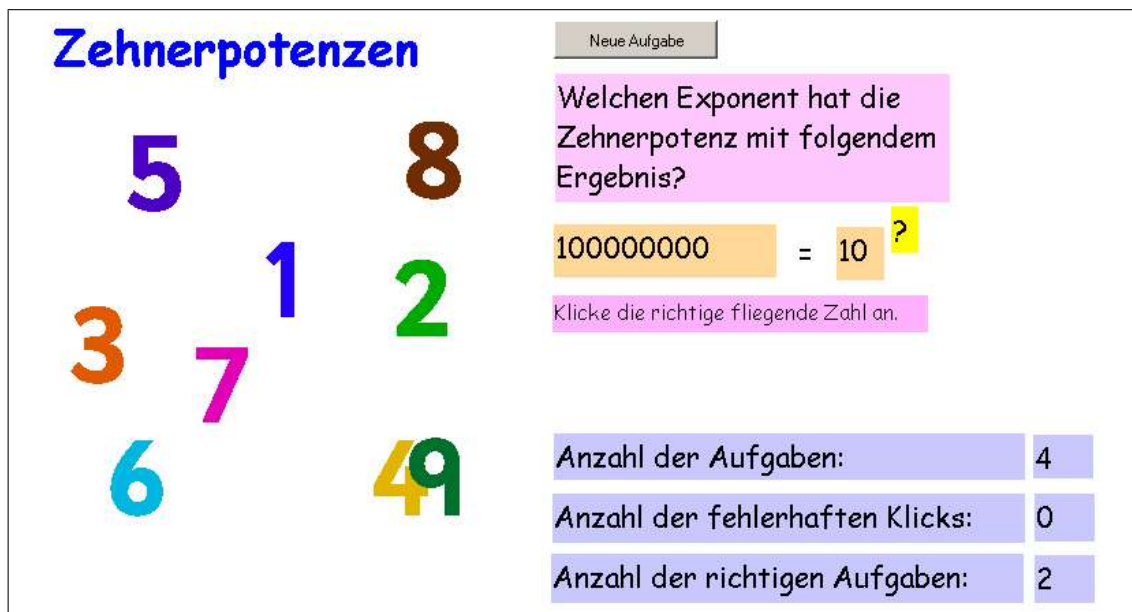 Zehnerpotenzen
5
8
1
2
3
7
6
4
9
Neue Aufgabe
Welchen Exponent hat die
Zehnerpotenz mit folgendem
Ergebnis?
100000000 = 10 ?
Klicke die richtige fliegende Zahl an.
Anzahl der Aufgaben: 4
Anzahl der fehlerhaften Klicks: 0
Anzahl der richtigen Aufgaben: 2